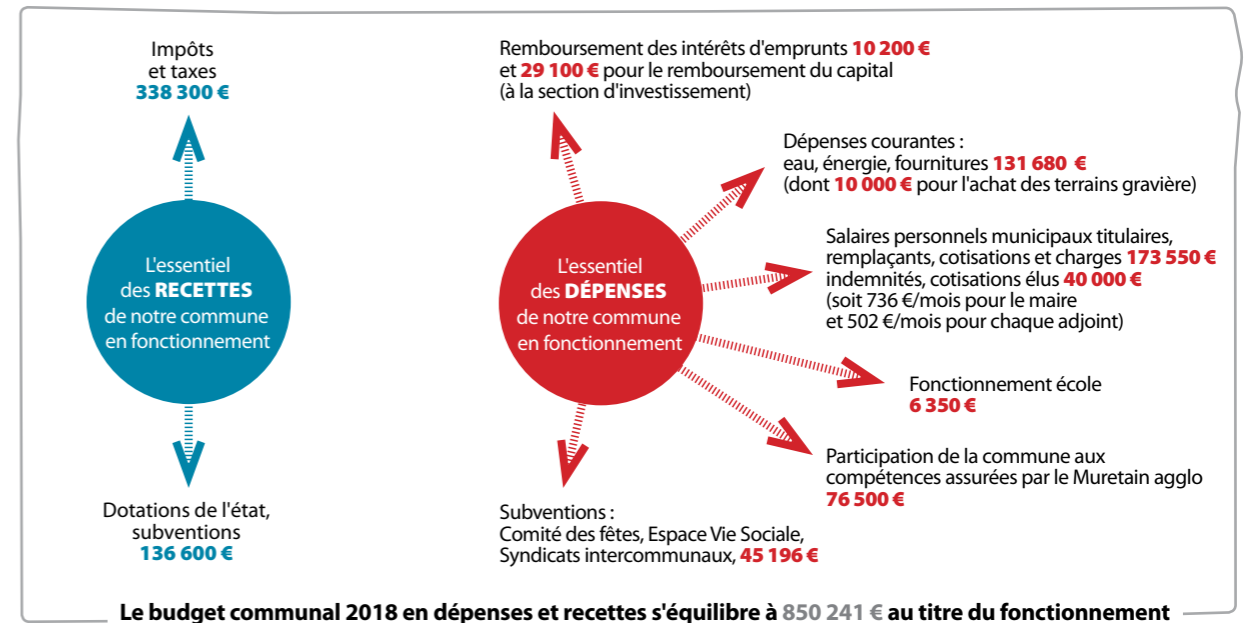 Impôts
et taxes
338 300 €
L'essentiel
des RECETTES
de notre commune
en fonctionnement
Dotations de l'état,
subventions
136 600 €
Remboursement des intérêts d'emprunts 10 200 €
et 29 100 € pour le remboursement du capital
(à la section d'investissement)
Dépenses courantes :
eau, énergie, fournitures 131 680 €
(dont 10 000 € pour l'achat des terrains gravière)
L'essentiel
des DÉPENSES
de notre commune
en fonctionnement
Salaires personnels municipaux titulaires,
remplaçants, cotisations et charges 173 550 €
indemnités, cotisations élus 40 000 €
(soit 736 €/mois pour le maire
et 502 €/mois pour chaque adjoint)
Fonctionnement école
6 350 €
Participation de la commune aux
compétences assurées par le Muretain agglo
76 500 €
Subventions :
Comité des fêtes, Espace Vie Sociale,
Syndicats intercommunaux, 45 196 €
Le budget communal 2018 en dépenses et recettes s'équilibre à 850 241 € au titre du fonctionnement